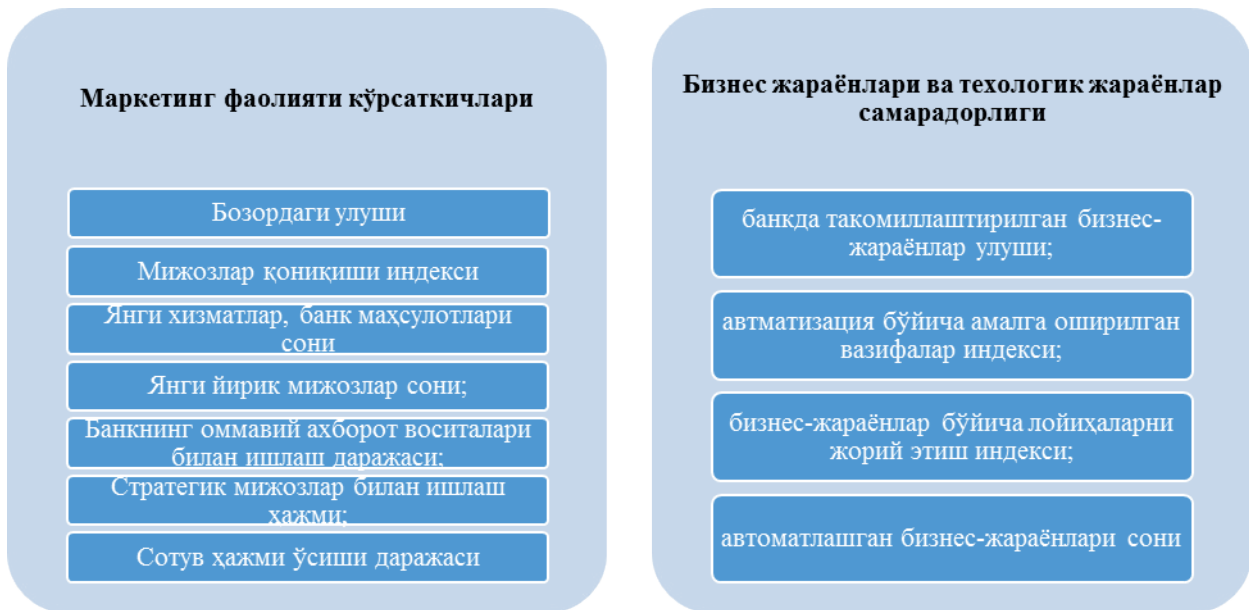 Маркетинг фаолияти кўрсаткичлари
Бозордаги улуши
Мижозлар қониқиши индекси
Янги хизматлар, банк маҳсулотлари
сони
Янги йирик мижозлар сони;
Банкнинг оммавий ахборот воситалари
билан ишлаш даражаси;
Стратегик мижозлар билан ишлаш
ҳажми;
Сотув ҳажми ўсиши даражаси
Бизнес жараёнлари ва техологик жараёнлар
самарадорлиги
банкда такомиллаштирилган бизнес-
жараёнлар улуши;
автматизация бўйича амалга оширилган
вазифалар индекси;
бизнес-жараёнлар бўйича лойиҳаларни
жорий этиш индекси;
автоматлашган бизнес-жараёнлари сони